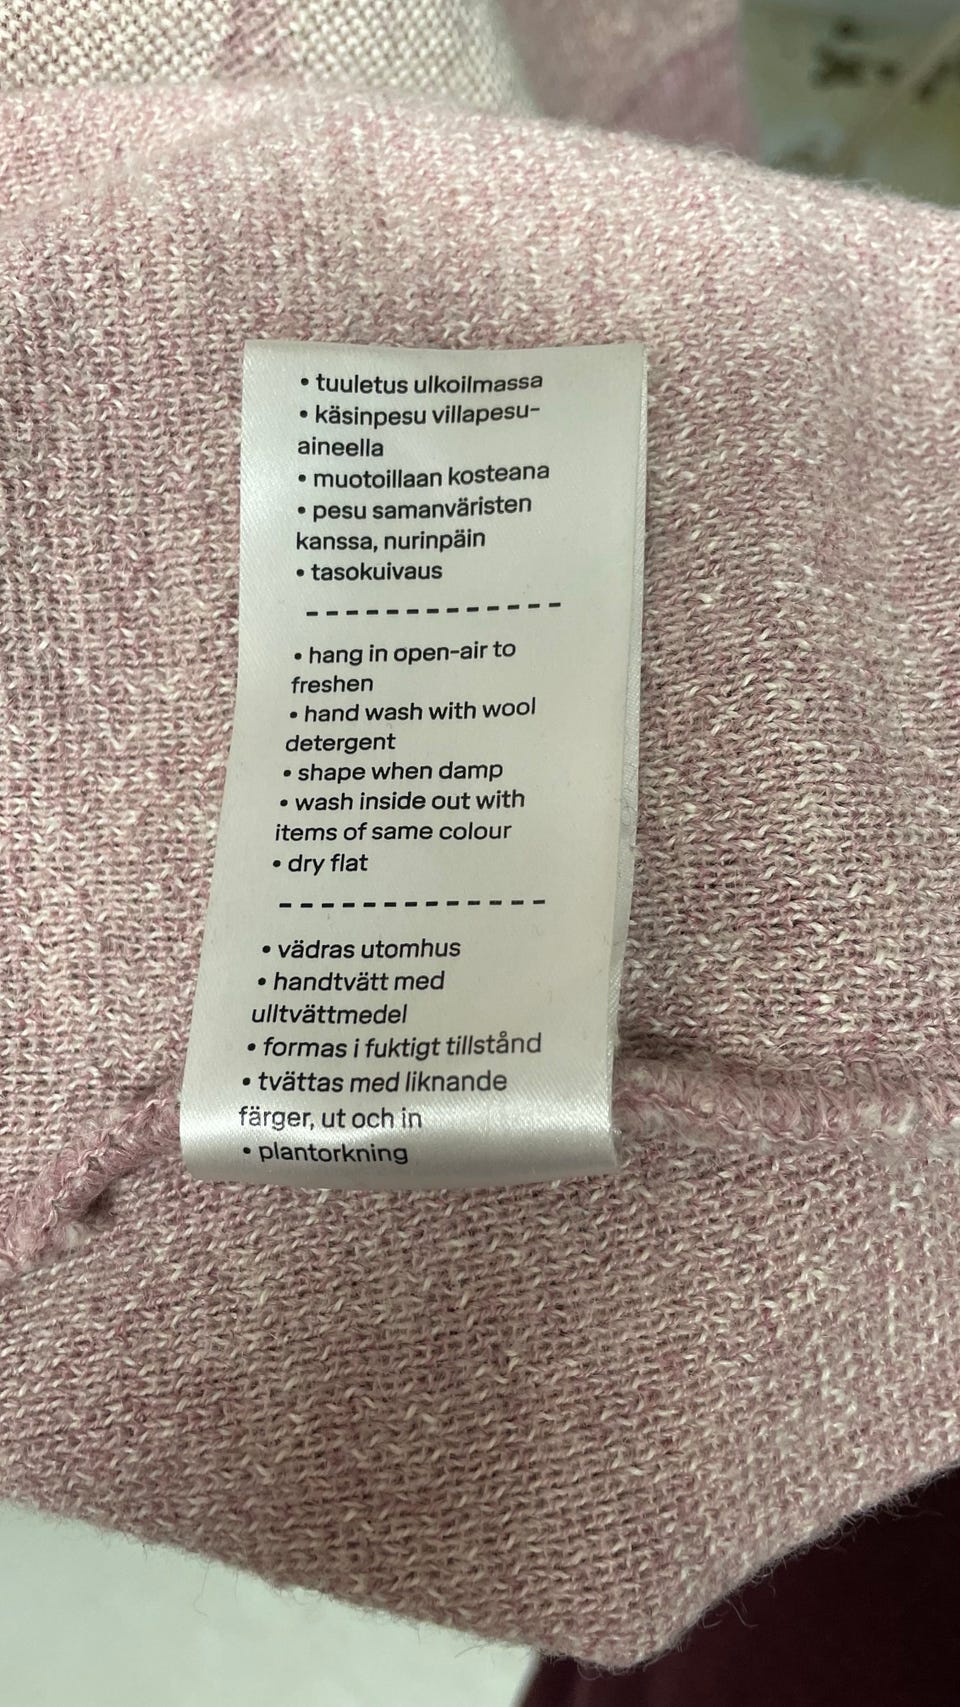 • tuuletus ulkoilmassa
• käsinpesu villapesu-
aineella
• muotoillaan kosteana
• pesu samanväristen
kanssa, nurinpäin
• tasokuivaus
- - - - - - - - - - - - -
• hang in open-air to
freshen
• hand wash with wool
detergent
• shape when damp
• wash inside out with
items of same colour
• dry flat
- - - - - - - - - - - - -
• vädras utomhus
• handtvätt med
ulltvättmedel
• formas i fuktigt tillstånd
• tvättas med liknande
färger, ut och in
• plantorkning